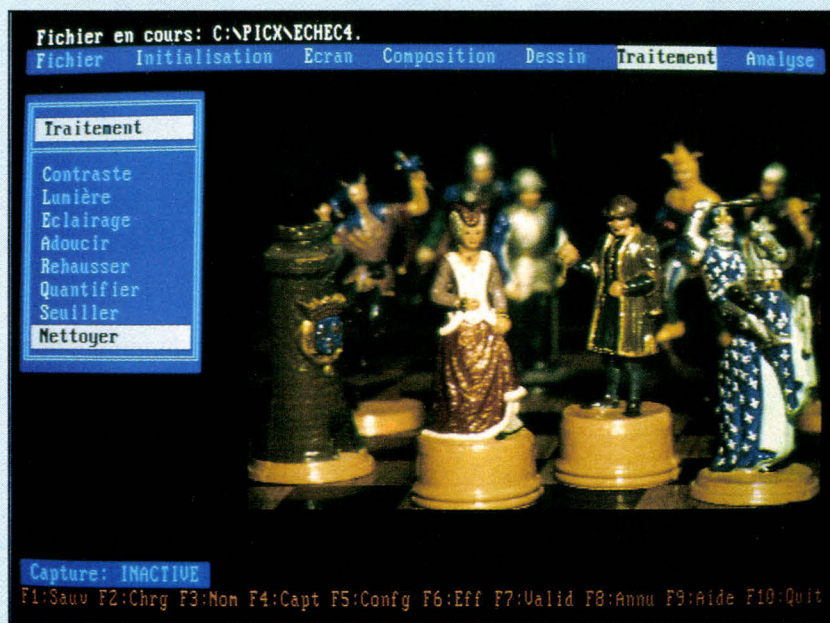 Fichier en cours: C:\PICX\ECHEC4.
Fichier Initialisation Ecran Composition Dessin Traitement Analyse
Traitement
Contraste
Lumière
Eclairage
Adoucir
Rehausser
Quantifier
Seuiller
Nettoyer
Capture: INACTIVE
F1:Sauv F2:Chrg F3:Nom F4:Capt F5:Confg F6:Eff F7:Valid F8:Annu F9:Aide F10:Quit